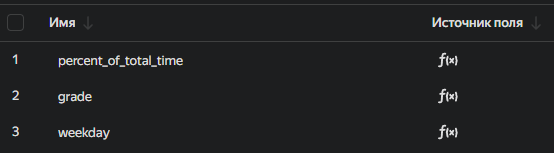 Имя ↓ Источник поля ↓
1 percent_of_total_time ƒ(x)
2 grade ƒ(x)
3 weekday ƒ(x)